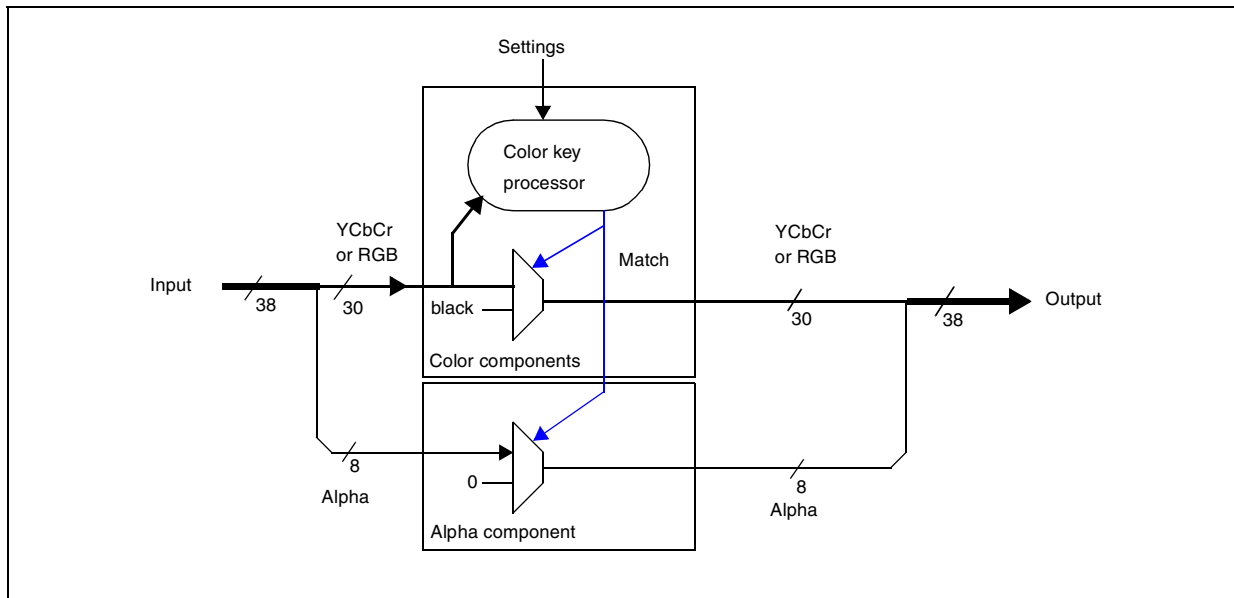 Settings
Color key
processor
YCbCr
or RGB
YCbCr
or RGB
Match
Input
38
30
black
30
38
Output
Color components
8
Alpha
0
8
Alpha
Alpha component